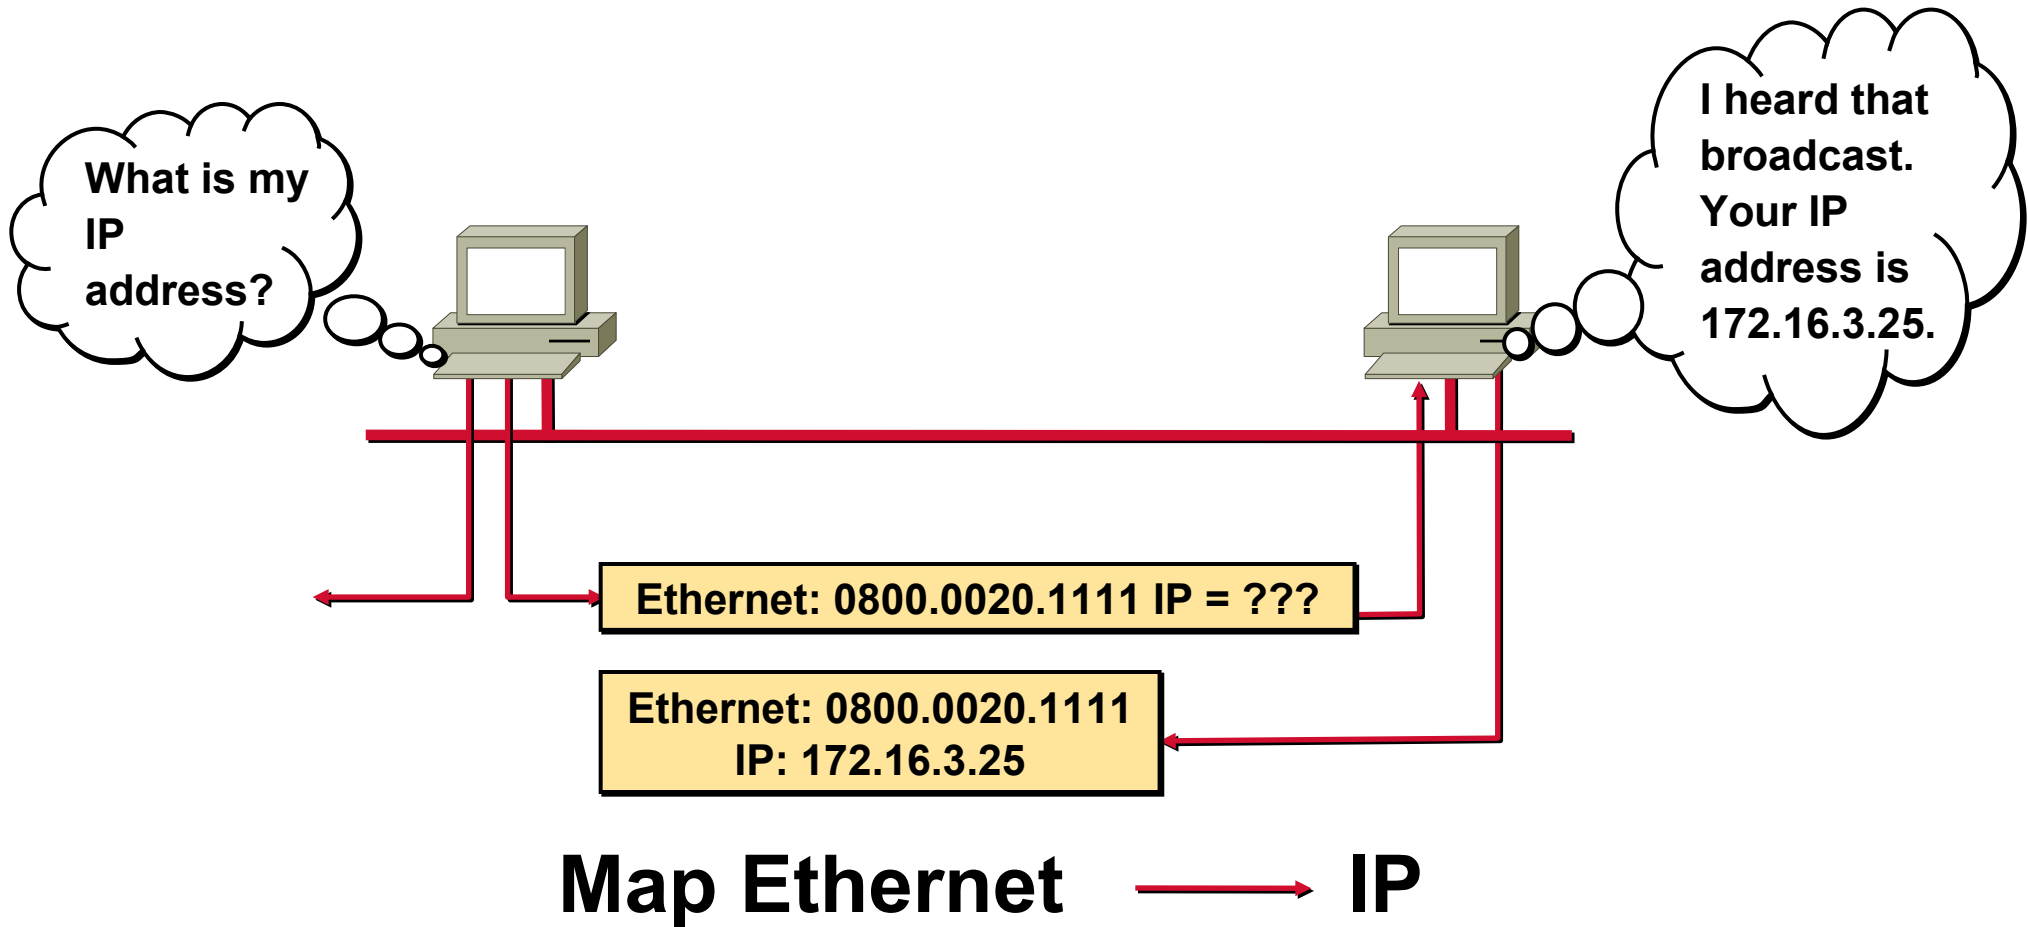 What is my
IP
address?
I heard that
broadcast.
Your IP
address is
172.16.3.25.
Ethernet: 0800.0020.1111 IP = ???
Ethernet: 0800.0020.1111
IP: 172.16.3.25
Map Ethernet IP